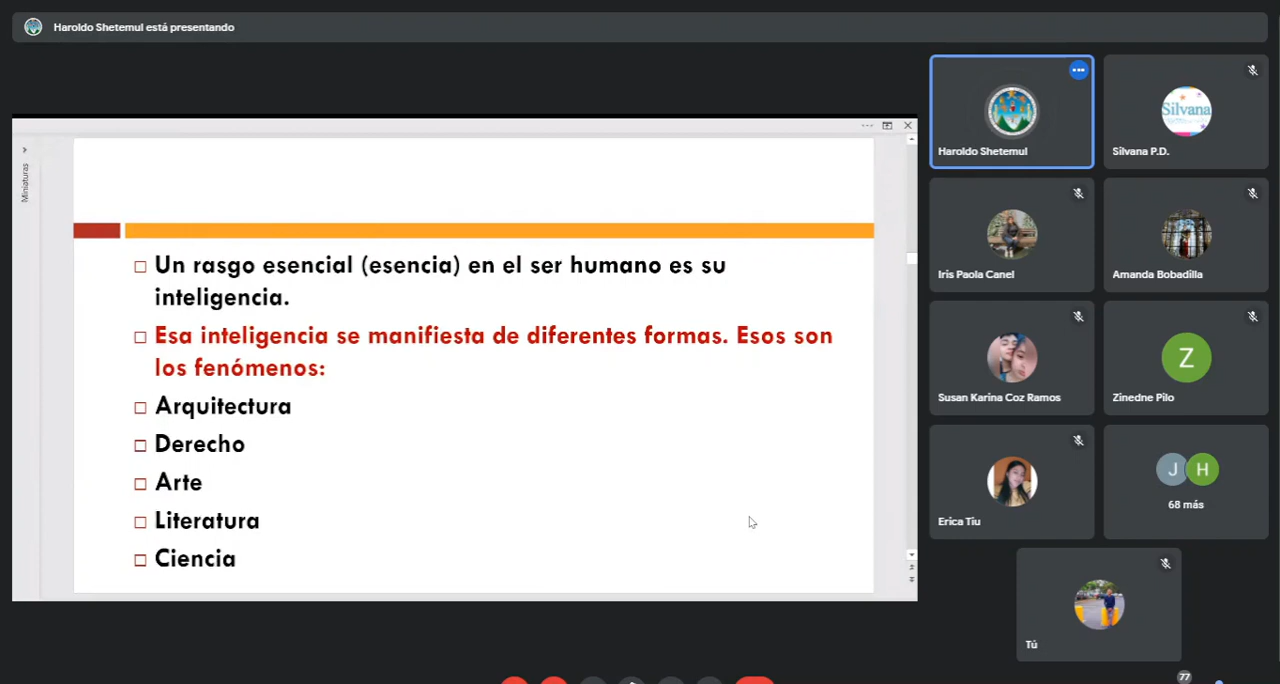 Haroldo Shetemul está presentando
Miniaturas
Un rasgo esencial (esencia) en el ser humano es su
inteligencia.
Esa inteligencia se manifiesta de diferentes formas. Esos son
los fenómenos:
Arquitectura
Derecho
Arte
Literatura
Ciencia
Haroldo Shetemul
Silvana
Silvana P.D.
Iris Paola Canel
Amanda Bobadilla
Susan Karina Coz Ramos
Z
Zinedne Pilo
Erica Tiu
J H
68 más
Tú
77